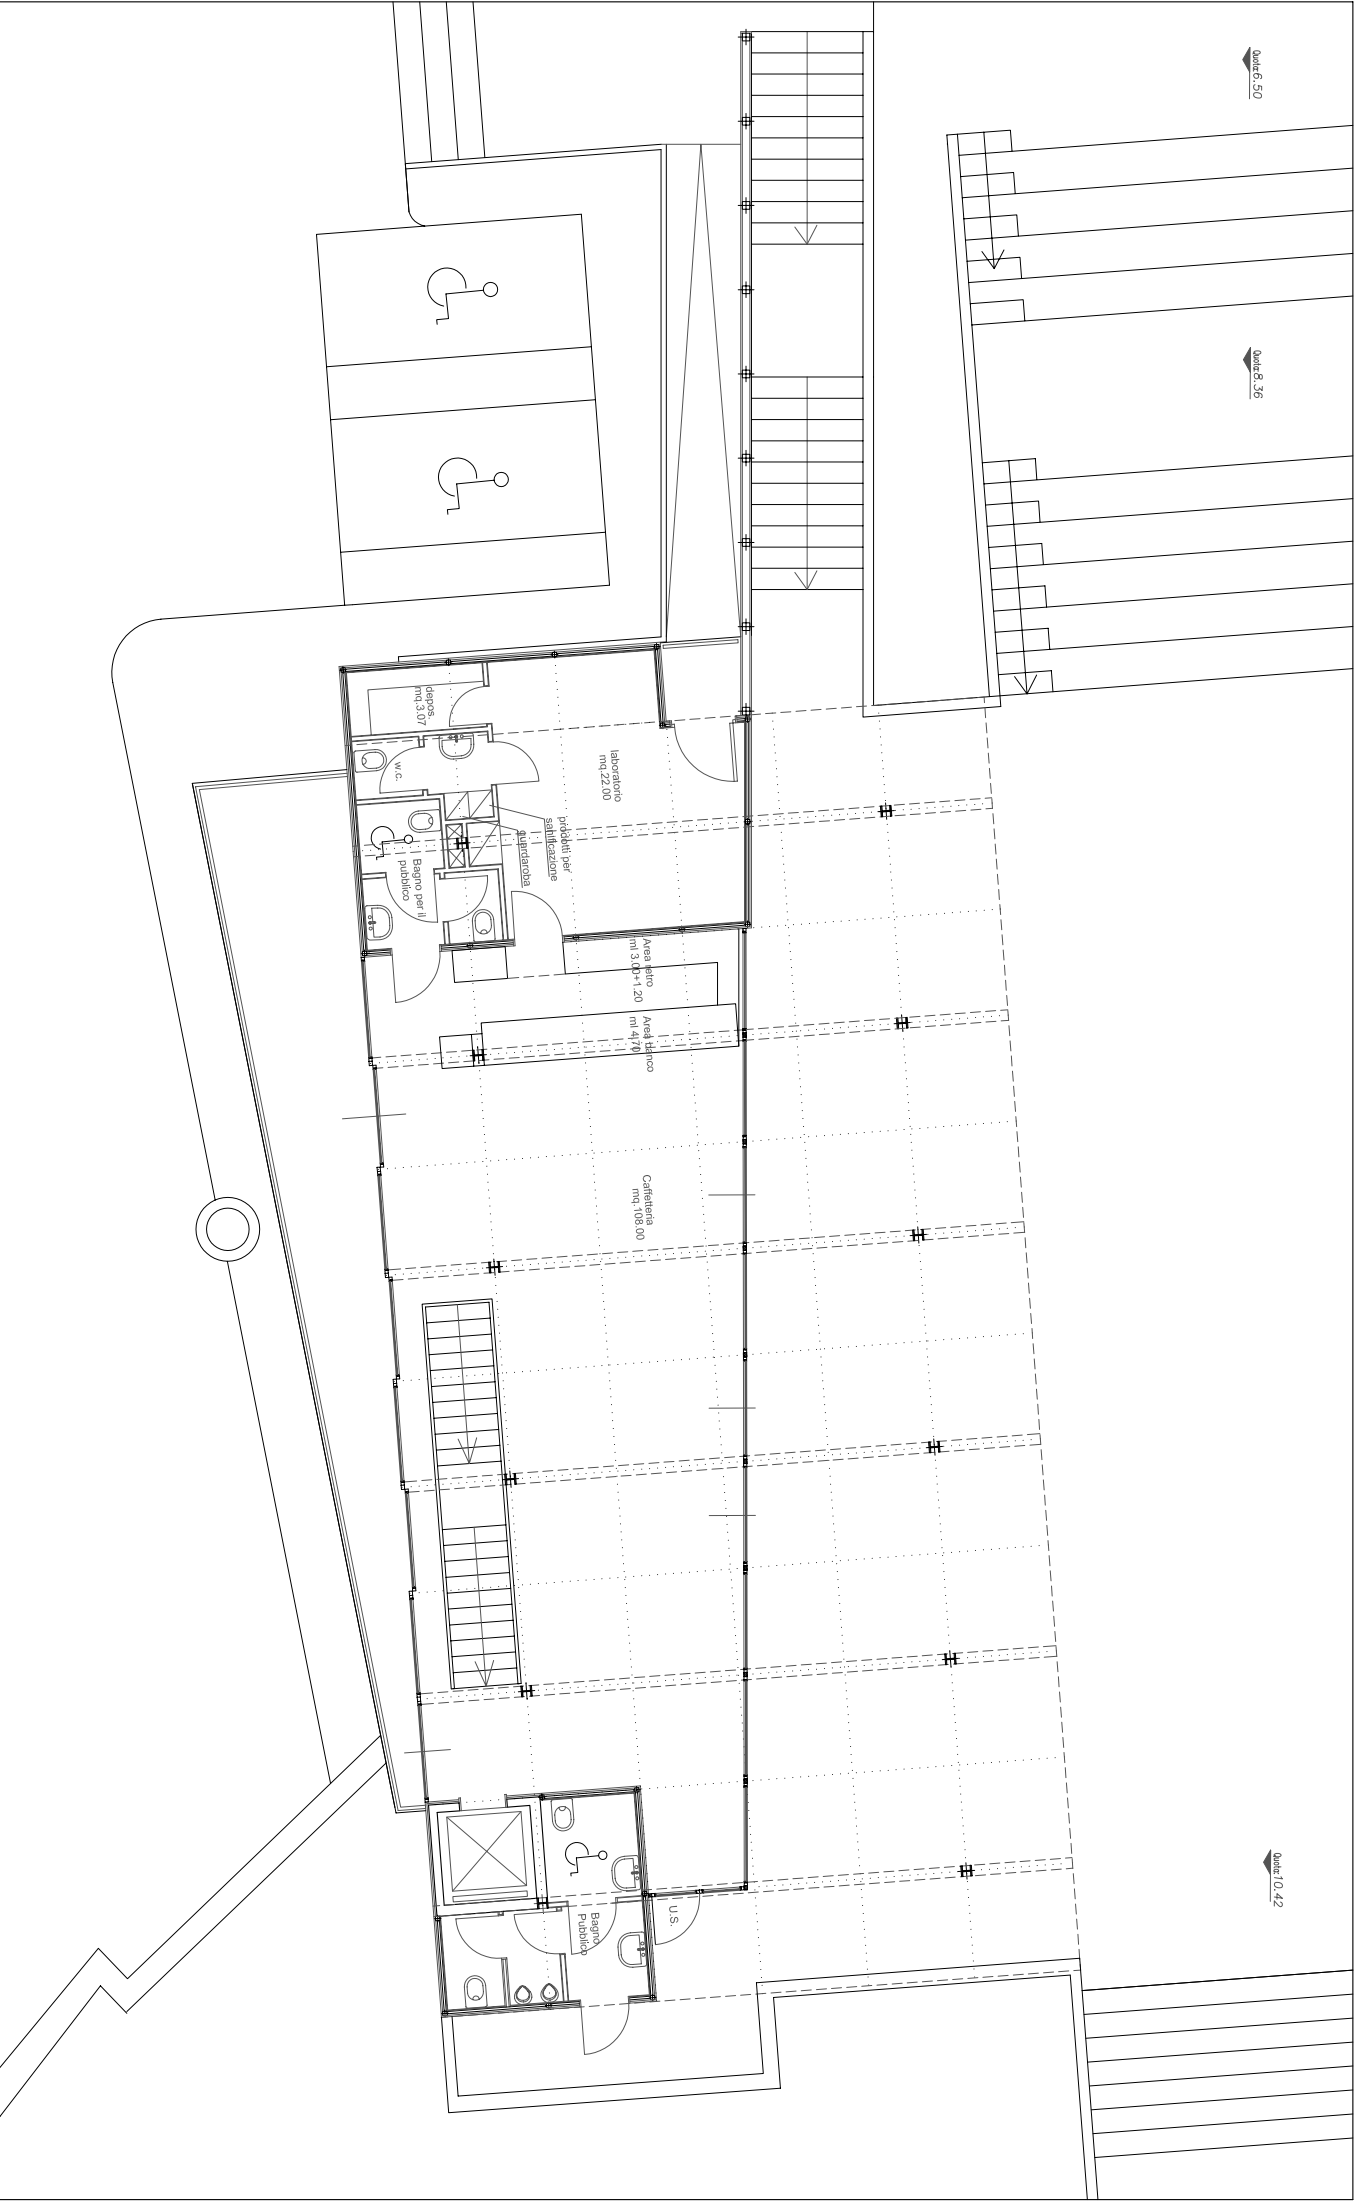 Quota:6.50
Quota:8.36
Quota:10.42
depos.
mq.3.07
w.c.
laboratorio
mq.22.00
prodotti per
sanificazione
guardaroba
Bagno per il
pubblico
Area retro
ml 3.00+1.20
Area banco
ml 4.70
Caffetteria
mq.108.00
U.S.
Bagno
Pubblico